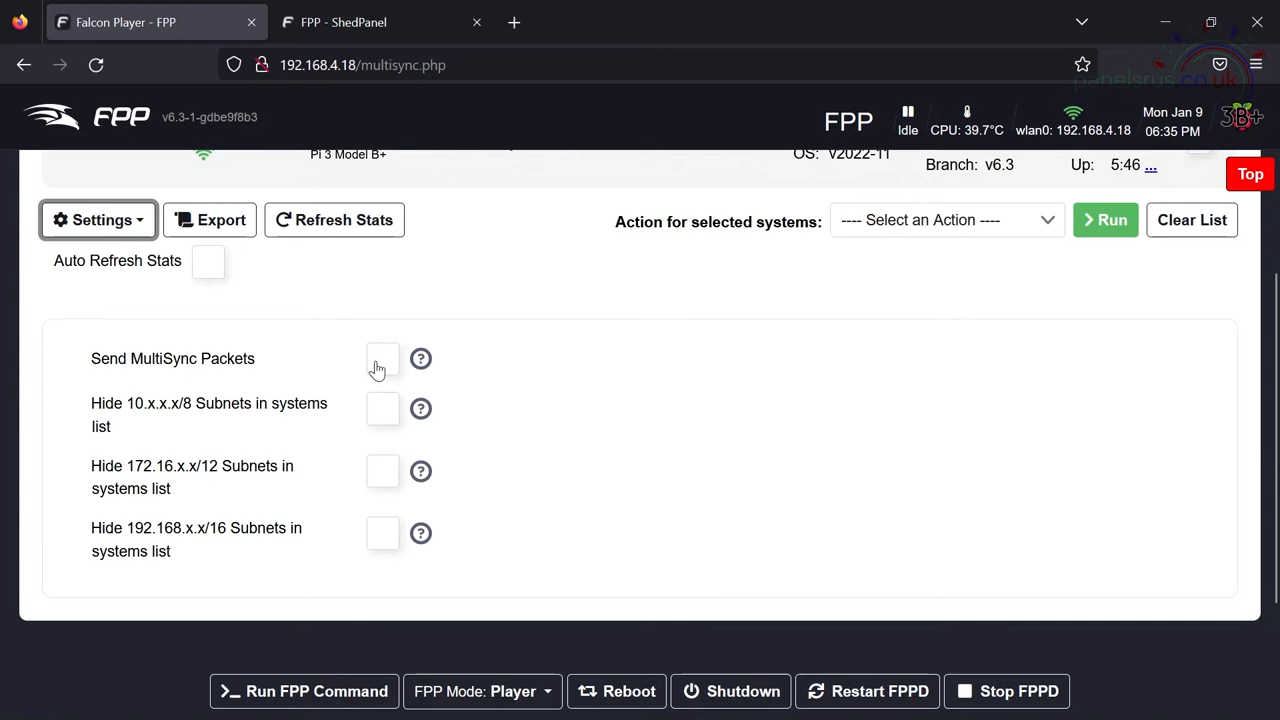 Falcon Player - FPP
FPP - ShedPanel
192.168.4.18/multisync.php
panelsrus.co.uk
FPP v6.3-1-gdbe9f8b3
FPP
Idle
CPU: 39.7°C
wlan0: 192.168.4.18
Mon Jan 9
06:35 PM
3B+
Pi 3 Model B+
OS: v2022-11
Branch: v6.3
Up: 5:46 ...
Top
Settings
Export
Refresh Stats
Action for selected systems:
---- Select an Action ----
Run
Clear List
Auto Refresh Stats
Send MultiSync Packets
Hide 10.x.x.x/8 Subnets in systems
list
Hide 172.16.x.x/12 Subnets in
systems list
Hide 192.168.x.x/16 Subnets in
systems list
Run FPP Command
FPP Mode: Player
Reboot
Shutdown
Restart FPPD
Stop FPPD